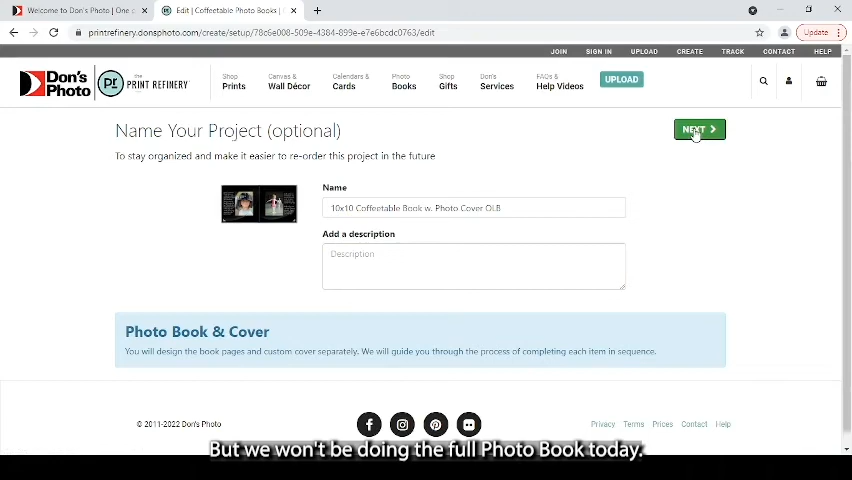 Welcome to Don's Photo | One c
Edit | Coffeetable Photo Books |
printrefinery.donsphoto.com/create/setup/78c6e008-509e-4384-899e-e7e6bcdc0763/edit
Update
JOIN SIGN IN UPLOAD CREATE TRACK CONTACT HELP
Don's Photo
Pr
the PRINT REFINERY
Shop Prints
Canvas & Wall Décor
Calendars & Cards
Photo Books
Shop Gifts
Don's Services
FAQs & Help Videos
UPLOAD
Name Your Project (optional)
NEXT
To stay organized and make it easier to re-order this project in the future
Name
10x10 Coffeetable Book w. Photo Cover OLB
Add a description
Description
Photo Book & Cover
You will design the book pages and custom cover separately. We will guide you through the process of completing each item in sequence.
© 2011-2022 Don's Photo
Privacy Terms Prices Contact Help
But we won't be doing the full Photo Book today.